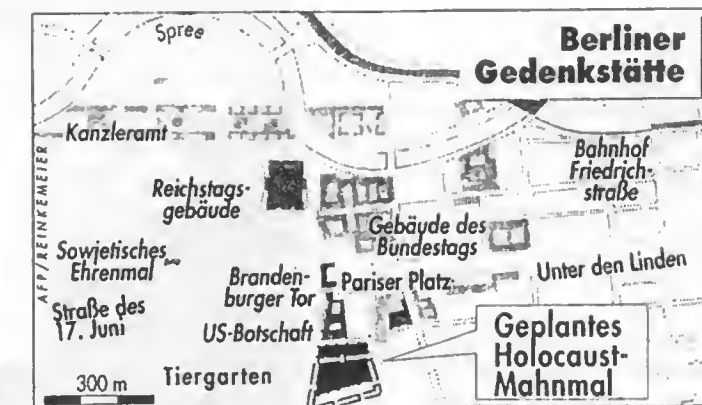 Spree
Berliner
Gedenkstätte
Kanzleramt
Bahnhof
Friedrich-
straße
Reichstags-
gebäude
Gebäude des
Bundestags
AFP/REINKEMEIER
Sowjetisches
Ehrenmal
Branden-
burger Tor
Pariser Platz
Unter den Linden
Straße des
17. Juni
US-Botschaft
Geplantes
Holocaust-
Mahnmal
300 m
Tiergarten